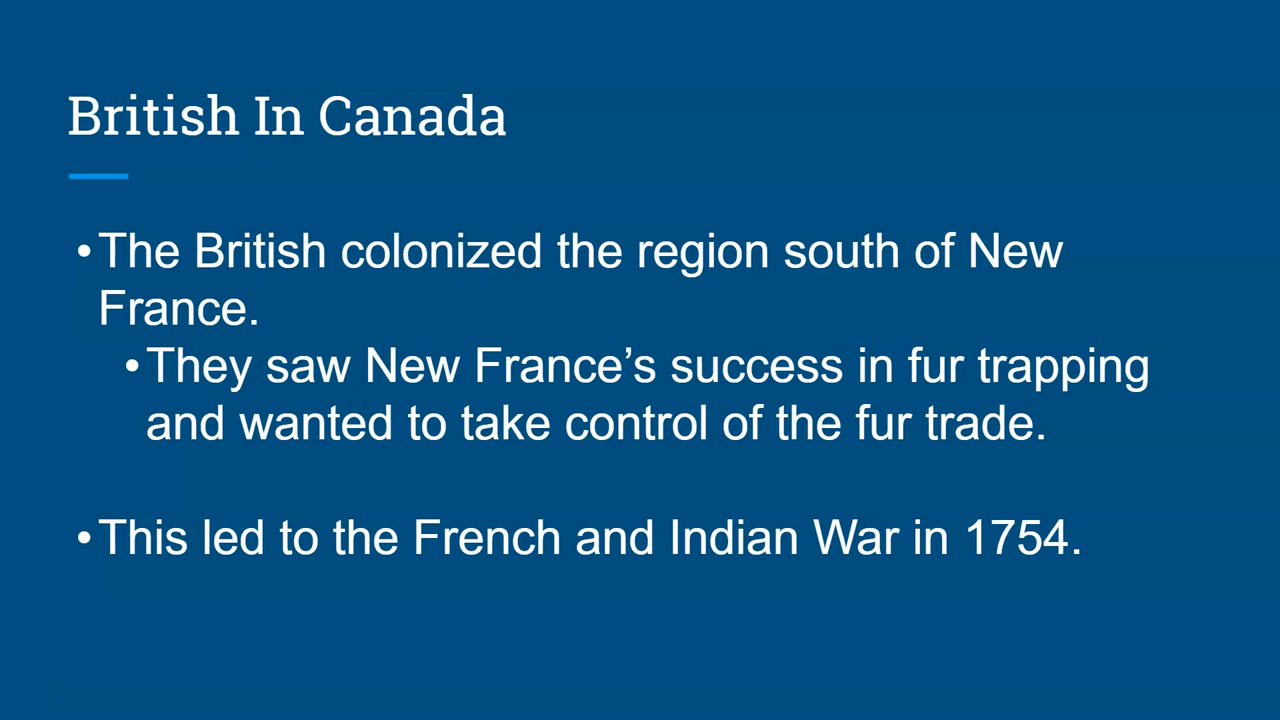 British In Canada
•The British colonized the region south of New
France.
•They saw New France’s success in fur trapping
and wanted to take control of the fur trade.
•This led to the French and Indian War in 1754.